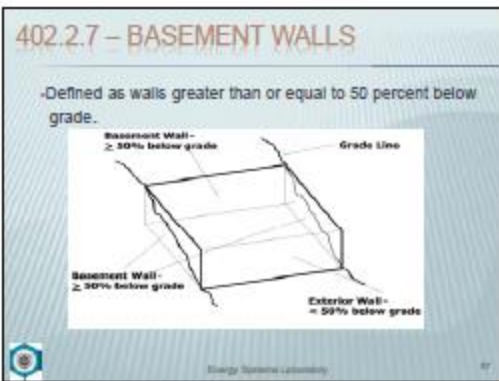 402.2.7 – BASEMENT WALLS
-Defined as walls greater than or equal to 50 percent below
grade.
Basement Wall-
≥ 50% below grade
Grade Line
Basement Wall-
≥ 50% below grade
Exterior Wall-
< 50% below grade
Energy Systems Laboratory